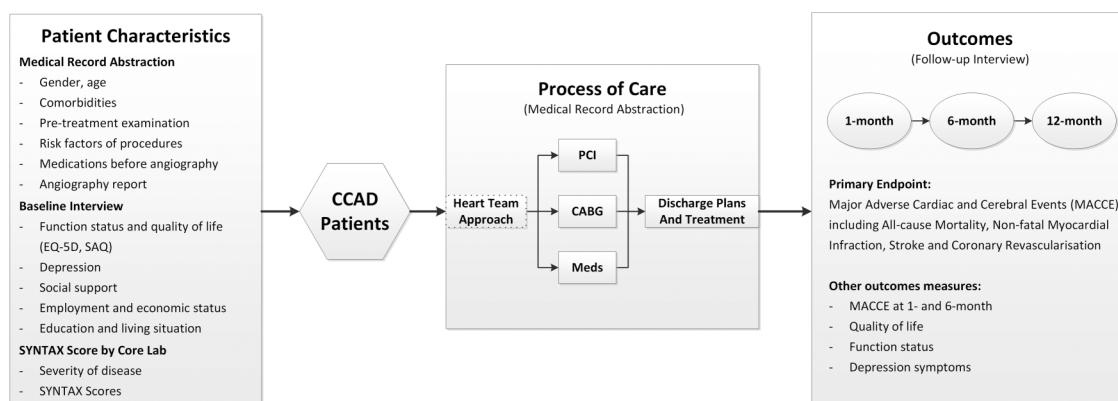 Patient Characteristics
Medical Record Abstraction
- Gender, age
- Comorbidities
- Pre-treatment examination
- Risk factors of procedures
- Medications before angiography
- Angiography report
Baseline Interview
- Function status and quality of life
(EQ-5D, SAQ)
- Depression
- Social support
- Employment and economic status
- Education and living situation
SYNTAX Score by Core Lab
- Severity of disease
- SYNTAX Scores
CCAD
Patients
Process of Care
(Medical Record Abstraction)
Heart Team
Approach
PCI
CABG
Meds
Discharge Plans
And Treatment
Outcomes
(Follow-up Interview)
1-month
6-month
12-month
Primary Endpoint:
Major Adverse Cardiac and Cerebral Events (MACCE)
including All-cause Mortality, Non-fatal Myocardial
Infraction, Stroke and Coronary Revascularisation
Other outcomes measures:
- MACCE at 1- and 6-month
- Quality of life
- Function status
- Depression symptoms